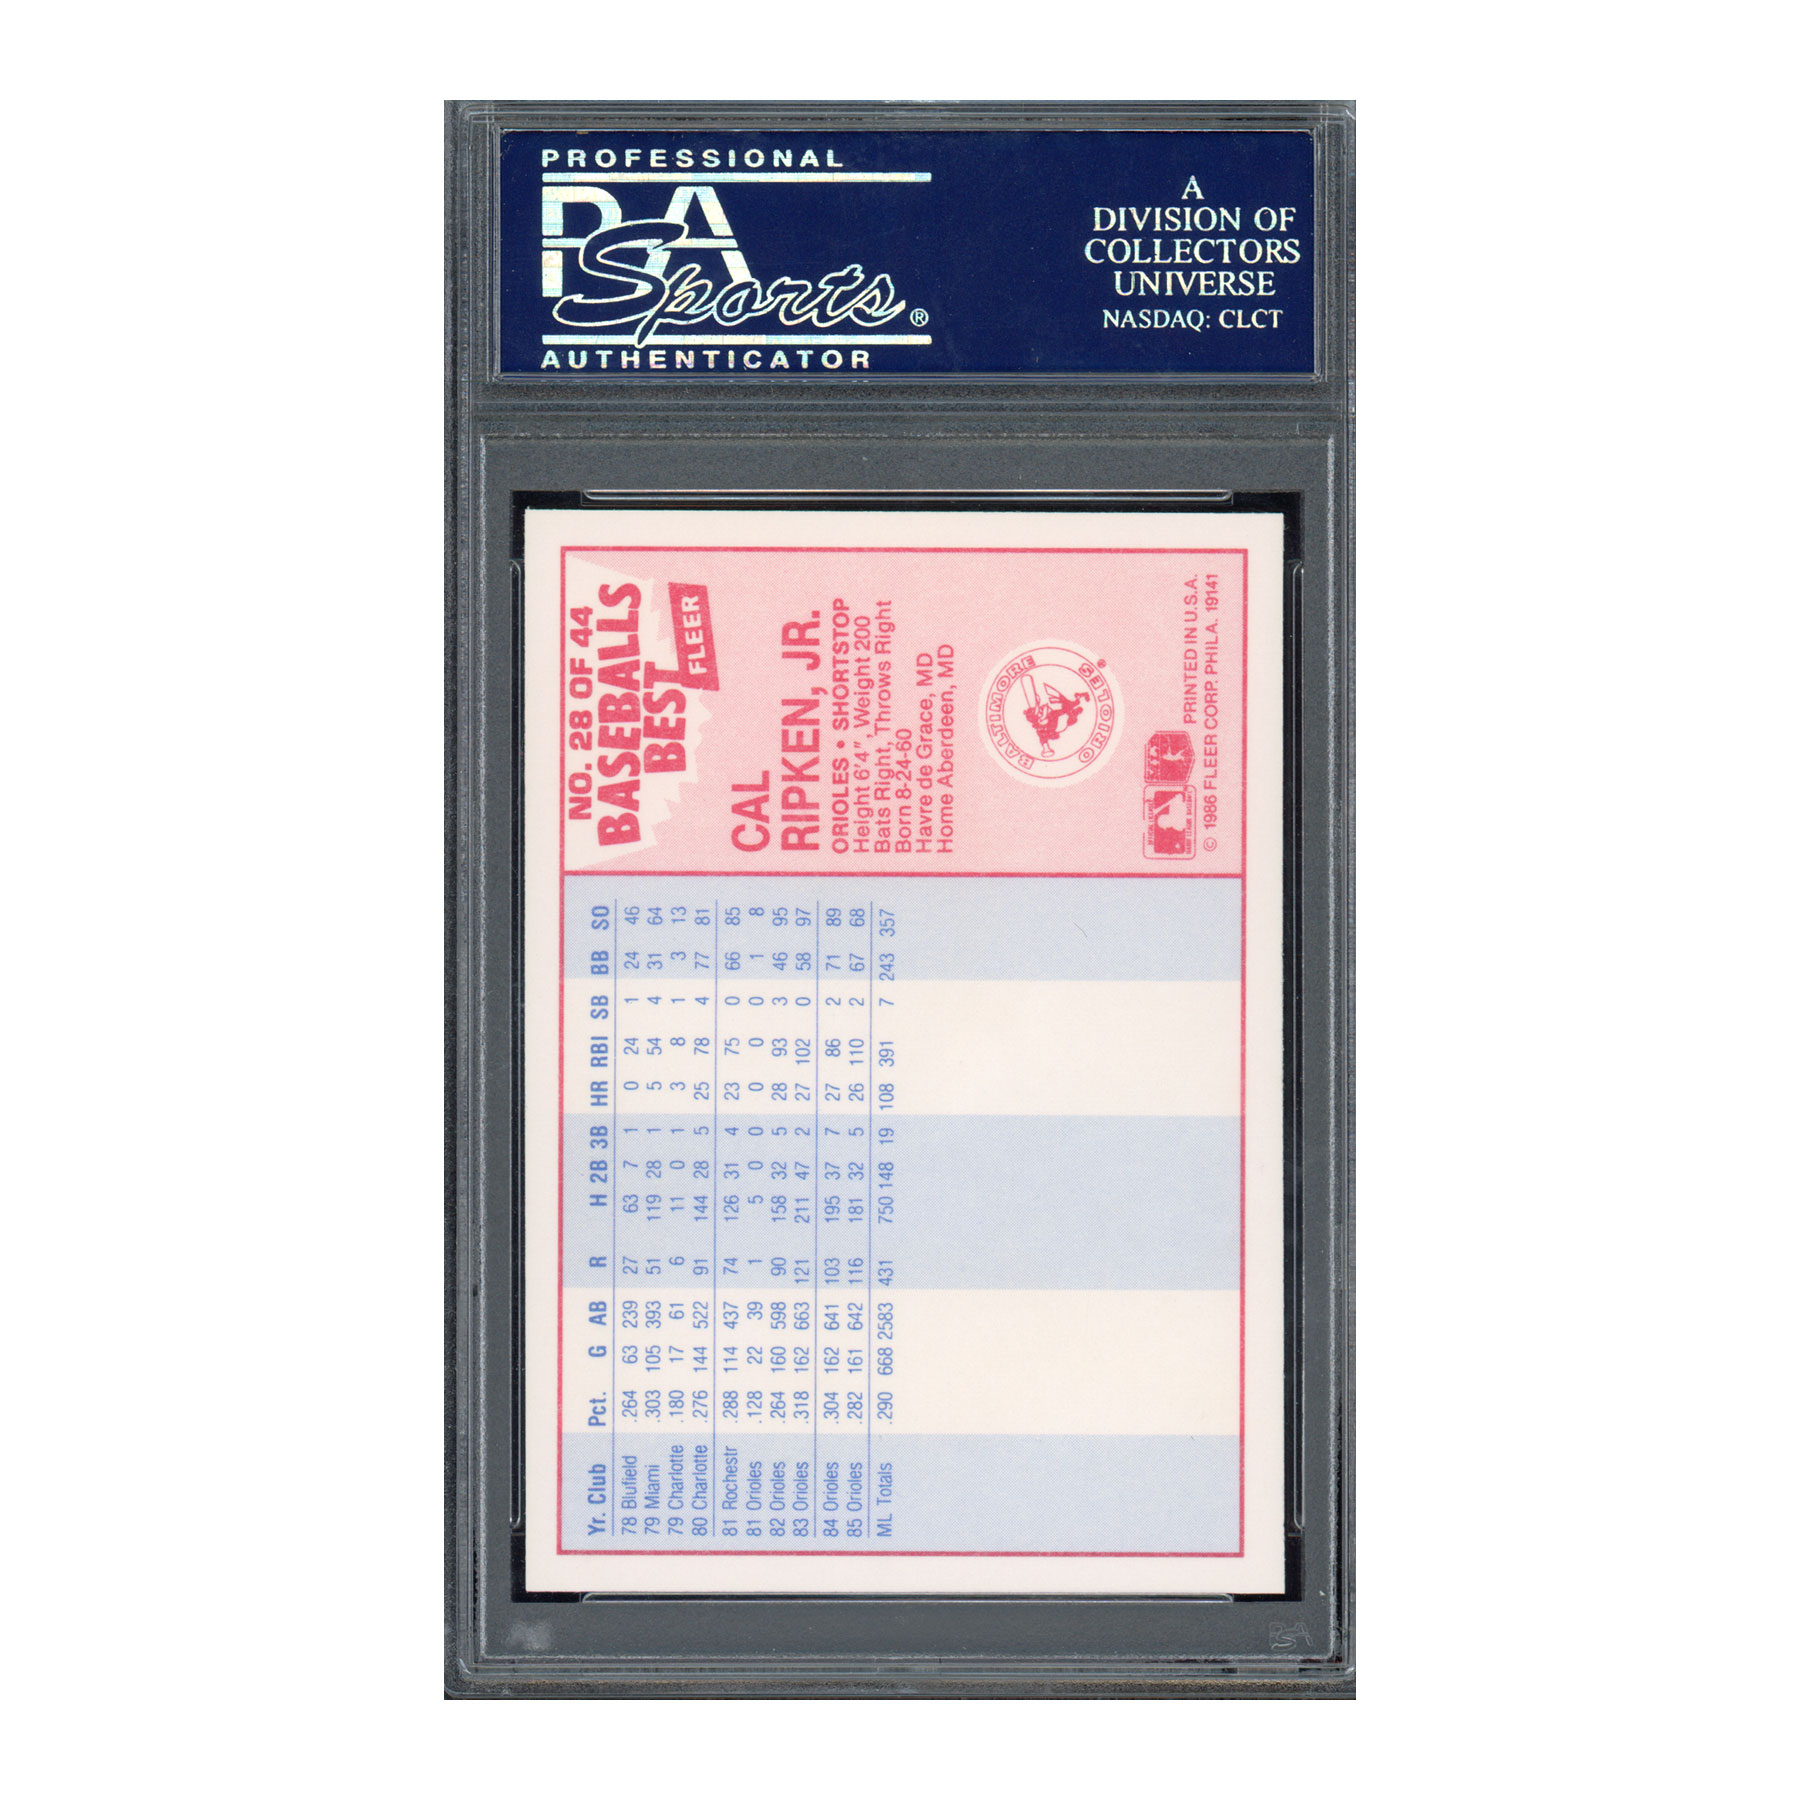 PROFESSIONAL
PSA
Sports®
AUTHENTICATOR
A
DIVISION OF
COLLECTORS
UNIVERSE
NASDAQ: CLCT
NO. 28 OF 44
BASEBALLS
BEST
FLEER
CAL
RIPKEN, JR.
ORIOLES • SHORTSTOP
Height 6'4", Weight 200
Bats Right, Throws Right
Born 8-24-60
Havre de Grace, MD
Home Aberdeen, MD
BALTIMORE
ORIOLES®
PRINTED IN U.S.A.
© 1986 FLEER CORP. PHILA. 19141
Yr. Club Pct. G AB R H 2B 3B HR RBI SB BB SO
78 Blufield .264 63 239 27 63 7 1 0 24 1 24 46
79 Miami .303 105 393 51 119 28 1 5 54 4 31 64
79 Charlotte .180 17 61 6 11 0 1 3 8 1 3 13
80 Charlotte .276 144 522 91 144 28 5 25 78 4 77 81
81 Rochestr .288 114 437 74 126 31 4 23 75 0 66 85
81 Orioles .128 22 39 1 5 0 0 0 0 0 1 8
82 Orioles .264 160 598 90 158 32 5 28 93 3 46 95
83 Orioles .318 162 663 121 211 47 2 27 102 0 58 97
84 Orioles .304 162 641 103 195 37 7 27 86 2 71 89
85 Orioles .282 161 642 116 181 32 5 26 110 2 67 68
ML Totals .290 668 2583 431 750 148 19 108 391 7 243 357
PSA